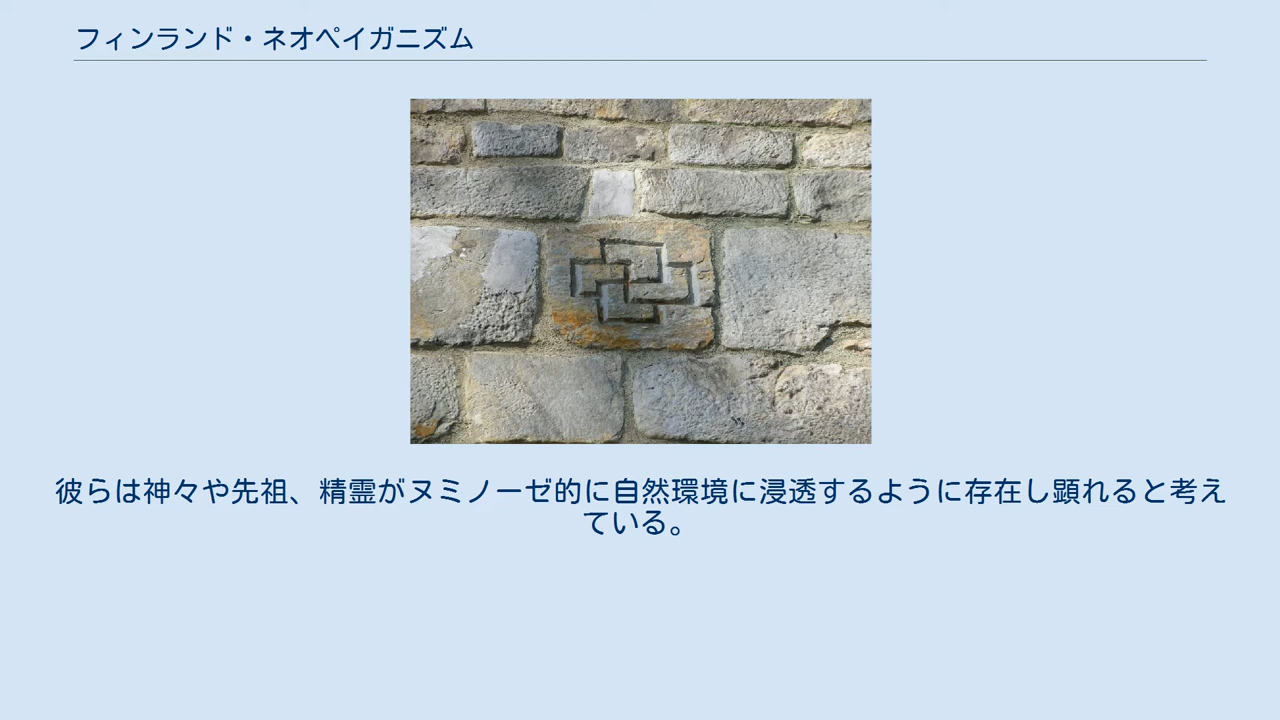 フィンランド・ネオペイガニズム
彼らは神々や先祖、精霊がヌミノーゼ的に自然環境に浸透するように存在し顕れると考え
ている。